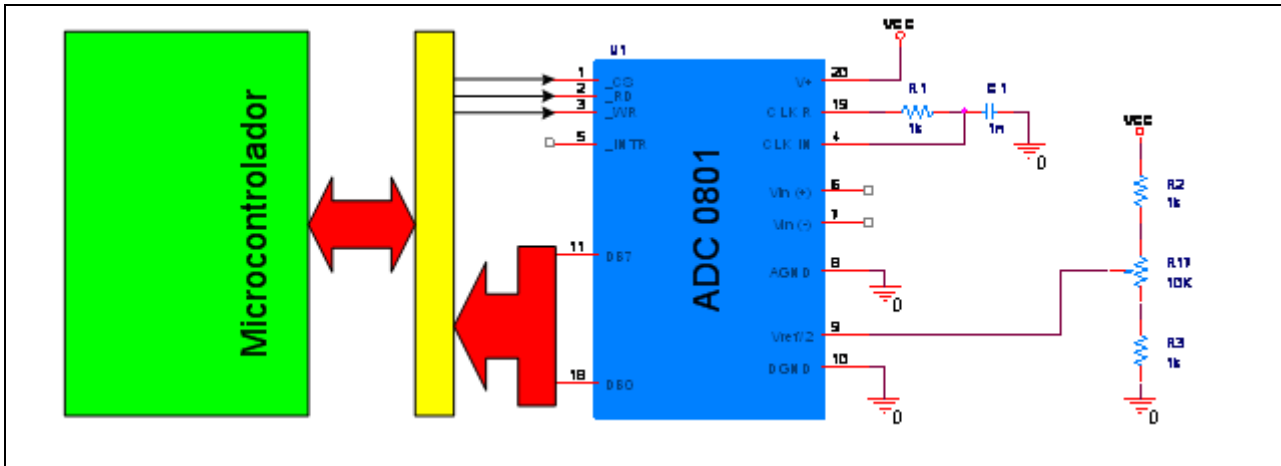 Microcontrolador
U1
ADC 0801
1 _CS
2 _RD
3 _WR
5 _INTR
11 DB7
18 DB0
V+ 20
CLK R 19
CLK IN 4
Vin (+) 6
Vin (-) 7
AGND 8
Vref/2 9
DGND 10
VCC
R1
1k
C1
1n
0
0
0
VCC
R2
1k
R17
10K
R3
1k
0